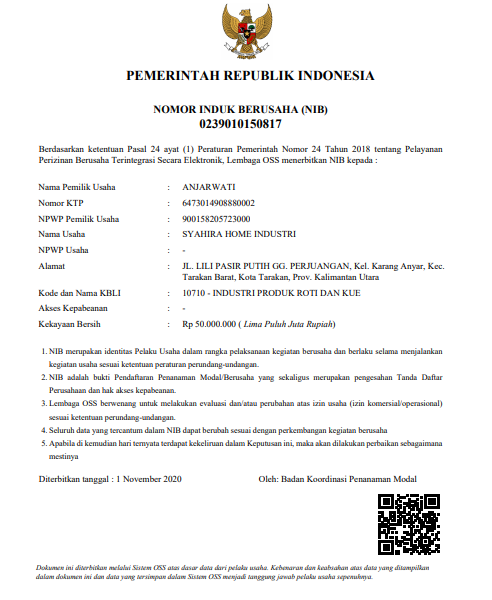 PEMERINTAH REPUBLIK INDONESIA
NOMOR INDUK BERUSAHA (NIB)
0239010150817
Berdasarkan ketentuan Pasal 24 ayat (1) Peraturan Pemerintah Nomor 24 Tahun 2018 tentang Pelayanan
Perizinan Berusaha Terintegrasi Secara Elektronik, Lembaga OSS menerbitkan NIB kepada :
Nama Pemilik Usaha : ANJARWATI
Nomor KTP : 6473014908880002
NPWP Pemilik Usaha : 900158205723000
Nama Usaha : SYAHIRA HOME INDUSTRI
NPWP Usaha : -
Alamat : JL. LILI PASIR PUTIH GG. PERJUANGAN, Kel. Karang Anyar, Kec.
Tarakan Barat, Kota Tarakan, Prov. Kalimantan Utara
Kode dan Nama KBLI : 10710 - INDUSTRI PRODUK ROTI DAN KUE
Akses Kepabeanan : -
Kekayaan Bersih : Rp 50.000.000 ( Lima Puluh Juta Rupiah)
1. NIB merupakan identitas Pelaku Usaha dalam rangka pelaksanaan kegiatan berusaha dan berlaku selama menjalankan
kegiatan usaha sesuai ketentuan peraturan perundang-undangan.
2. NIB adalah bukti Pendaftaran Penanaman Modal/Berusaha yang sekaligus merupakan pengesahan Tanda Daftar
Perusahaan dan hak akses kepabeanan.
3. Lembaga OSS berwenang untuk melakukan evaluasi dan/atau perubahan atas izin usaha (izin komersial/operasional)
sesuai ketentuan perundang-undangan.
4. Seluruh data yang tercantum dalam NIB dapat berubah sesuai dengan perkembangan kegiatan berusaha
5. Apabila di kemudian hari ternyata terdapat kekeliruan dalam Keputusan ini, maka akan dilakukan perbaikan sebagaimana
mestinya
Diterbitkan tanggal : 1 November 2020 Oleh: Badan Koordinasi Penanaman Modal
Dokumen ini diterbitkan melalui Sistem OSS atas dasar data dari pelaku usaha. Kebenaran dan keabsahan atas data yang ditampilkan
dalam dokumen ini dan data yang tersimpan dalam Sistem OSS menjadi tanggung jawab pelaku usaha sepenuhnya.